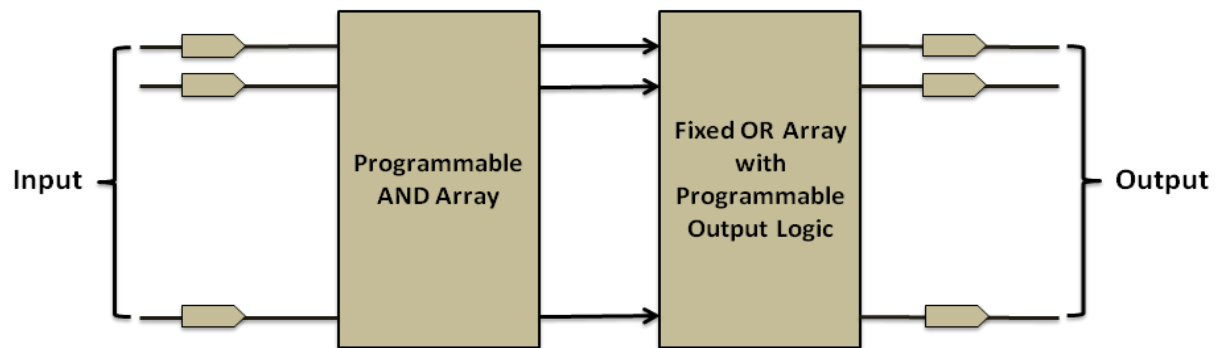 Input
Programmable
AND Array
Fixed OR Array
with
Programmable
Output Logic
Output